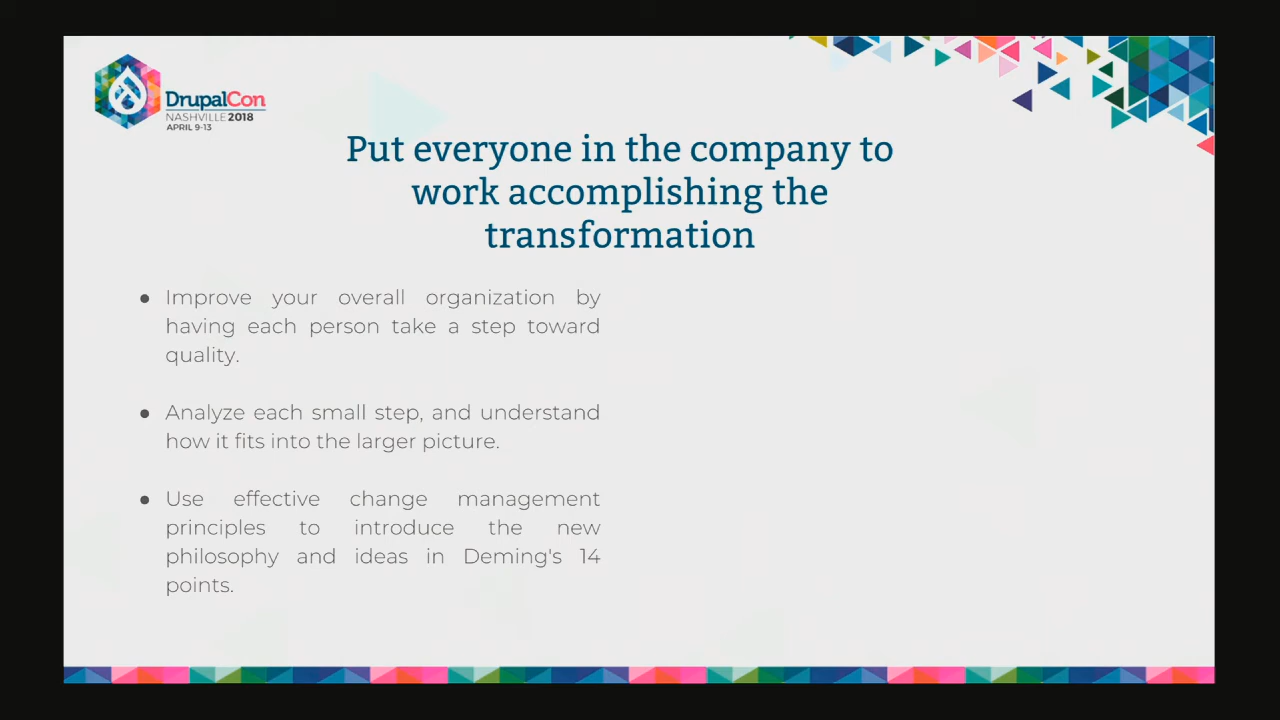 DrupalCon
NASHVILLE 2018
APRIL 9-13
Put everyone in the company to
work accomplishing the
transformation
● Improve your overall organization by
having each person take a step toward
quality.
● Analyze each small step, and understand
how it fits into the larger picture.
● Use effective change management
principles to introduce the new
philosophy and ideas in Deming's 14
points.